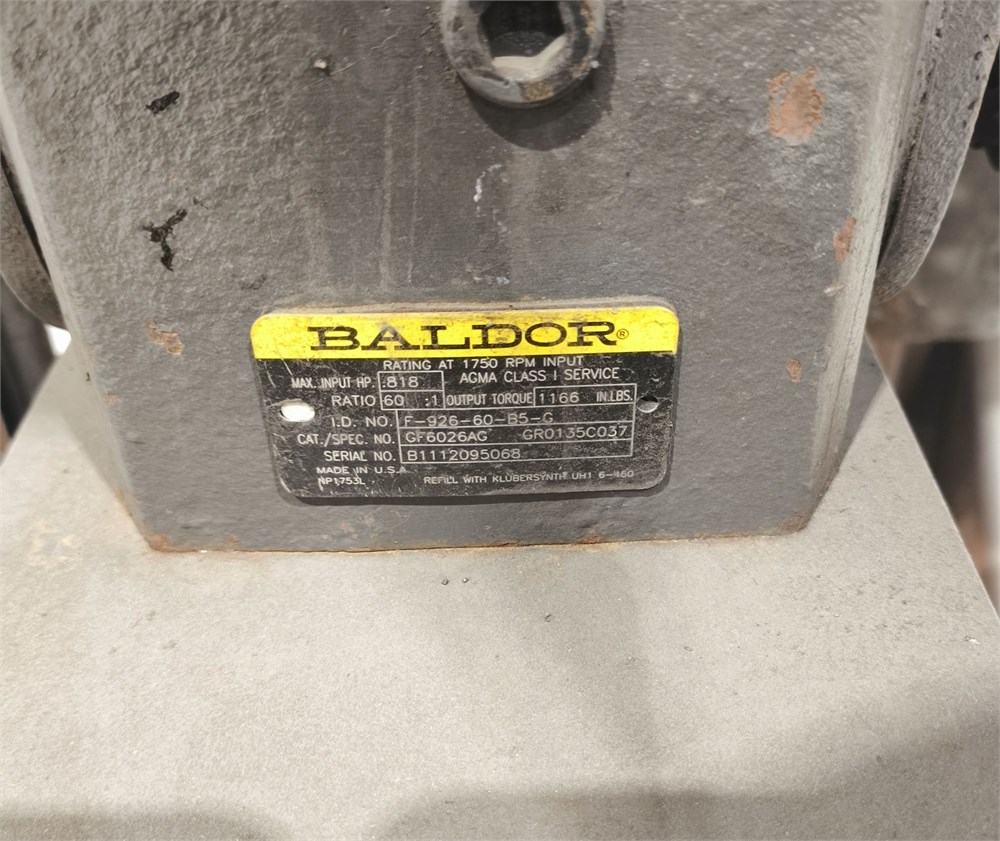 BALDOR®
RATING AT 1750 RPM INPUT
MAX. INPUT HP. .818 AGMA CLASS I SERVICE
RATIO 60 :1 OUTPUT TORQUE 1166 IN.LBS.
I.D. NO. F-926-60-B5-G
CAT./SPEC. NO. GF6026AG GR0135C037
SERIAL NO. B1112095068
MADE IN U.S.A.
NP1753L REFILL WITH KLUBERSYNTH UH1 6-460